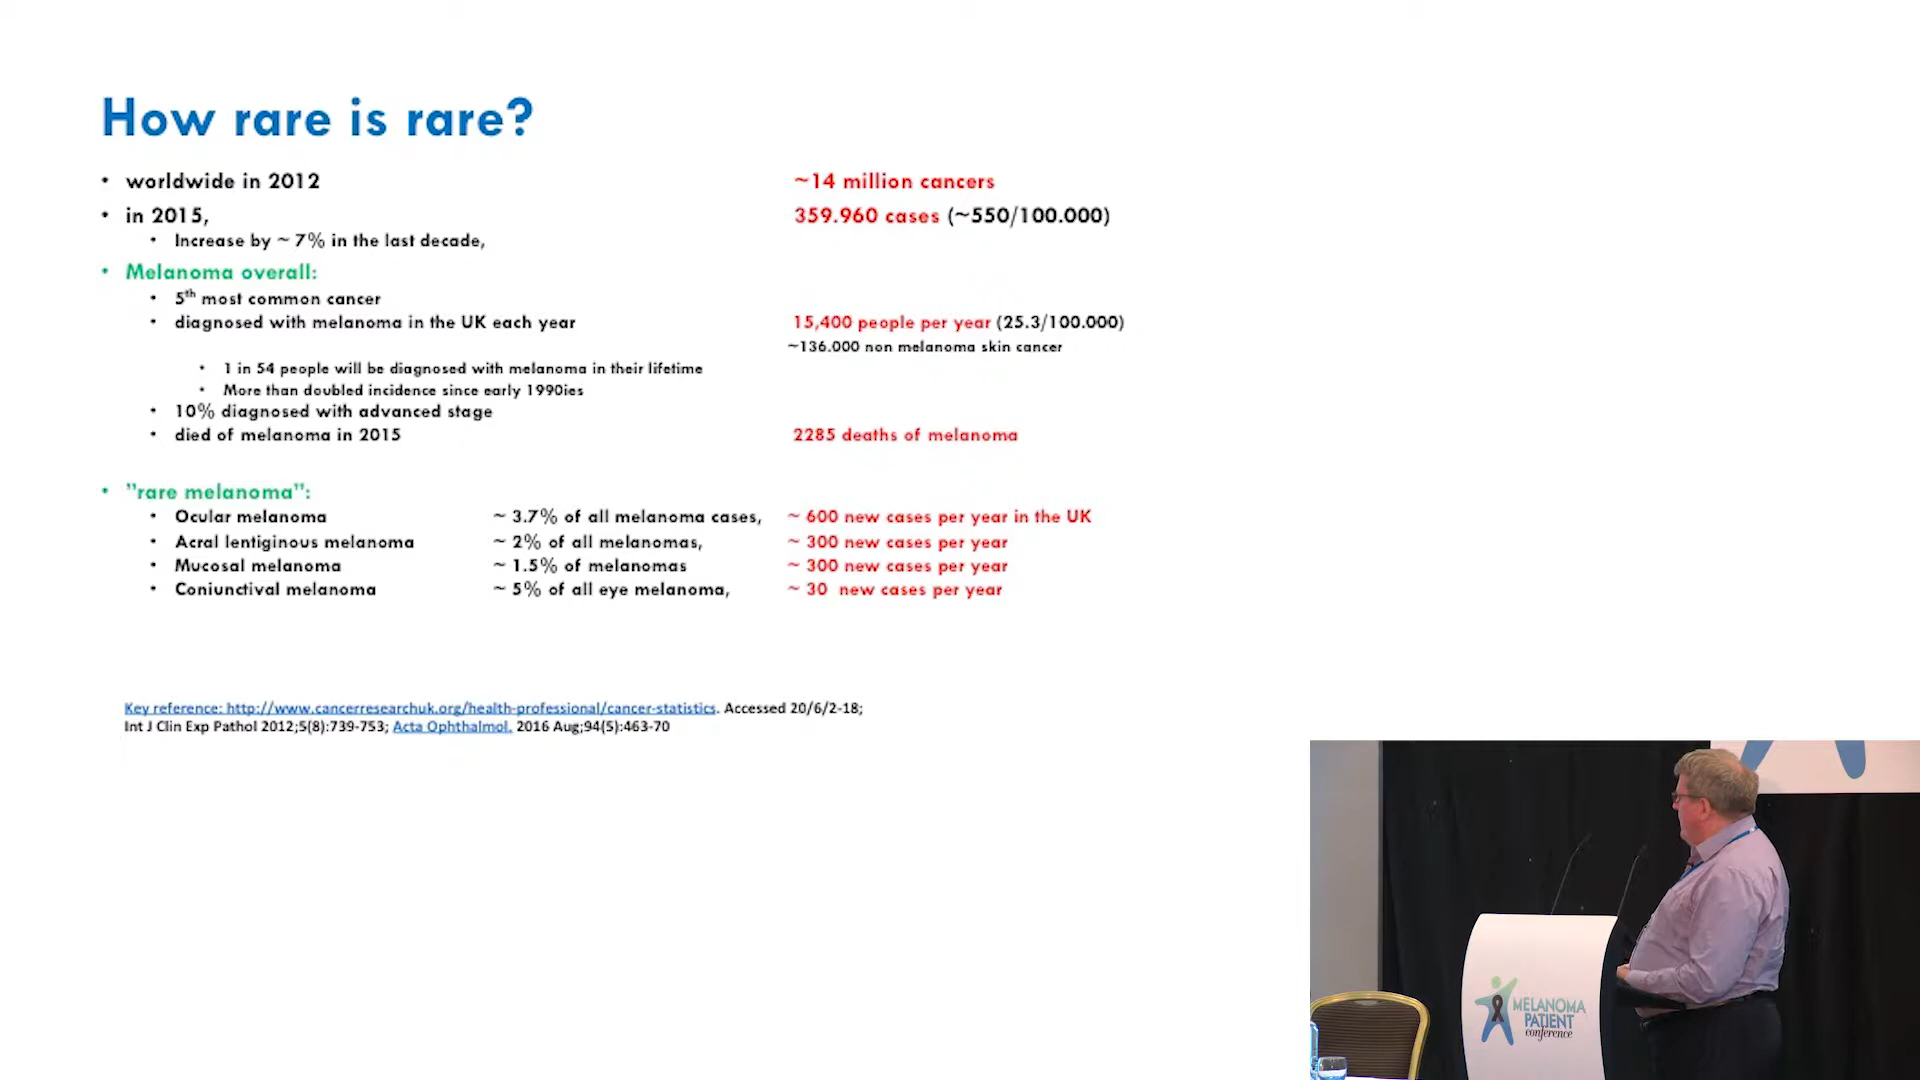 How rare is rare?
• worldwide in 2012 ~14 million cancers
• in 2015, 359.960 cases (~550/100.000)
• Increase by ~ 7% in the last decade,
• Melanoma overall:
• 5th most common cancer
• diagnosed with melanoma in the UK each year 15,400 people per year (25.3/100.000)
~136.000 non melanoma skin cancer
• 1 in 54 people will be diagnosed with melanoma in their lifetime
• More than doubled incidence since early 1990ies
• 10% diagnosed with advanced stage
• died of melanoma in 2015 2285 deaths of melanoma
• ”rare melanoma”:
• Ocular melanoma ~ 3.7% of all melanoma cases, ~ 600 new cases per year in the UK
• Acral lentiginous melanoma ~ 2% of all melanomas, ~ 300 new cases per year
• Mucosal melanoma ~ 1.5% of melanomas ~ 300 new cases per year
• Coniunctival melanoma ~ 5% of all eye melanoma, ~ 30 new cases per year
Key reference: http://www.cancerresearchuk.org/health-professional/cancer-statistics. Accessed 20/6/2-18;
Int J Clin Exp Pathol 2012;5(8):739-753; Acta Ophthalmol. 2016 Aug;94(5):463-70
MELANOMA
PATIENT
conference